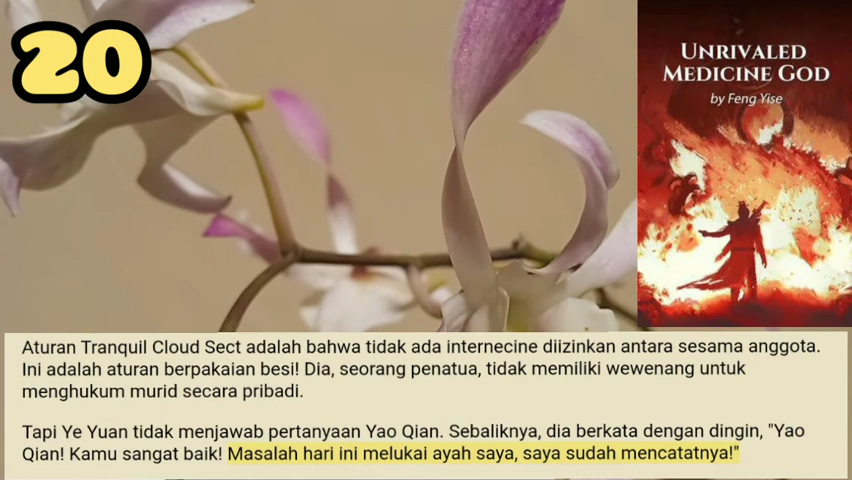 20
UNRIVALED
MEDICINE GOD
by Feng Yise
Aturan Tranquil Cloud Sect adalah bahwa tidak ada internecine diizinkan antara sesama anggota.
Ini adalah aturan berpakaian besi! Dia, seorang penatua, tidak memiliki wewenang untuk
menghukum murid secara pribadi.
Tapi Ye Yuan tidak menjawab pertanyaan Yao Qian. Sebaliknya, dia berkata dengan dingin, "Yao
Qian! Kamu sangat baik! Masalah hari ini melukai ayah saya, saya sudah mencatatnya!"